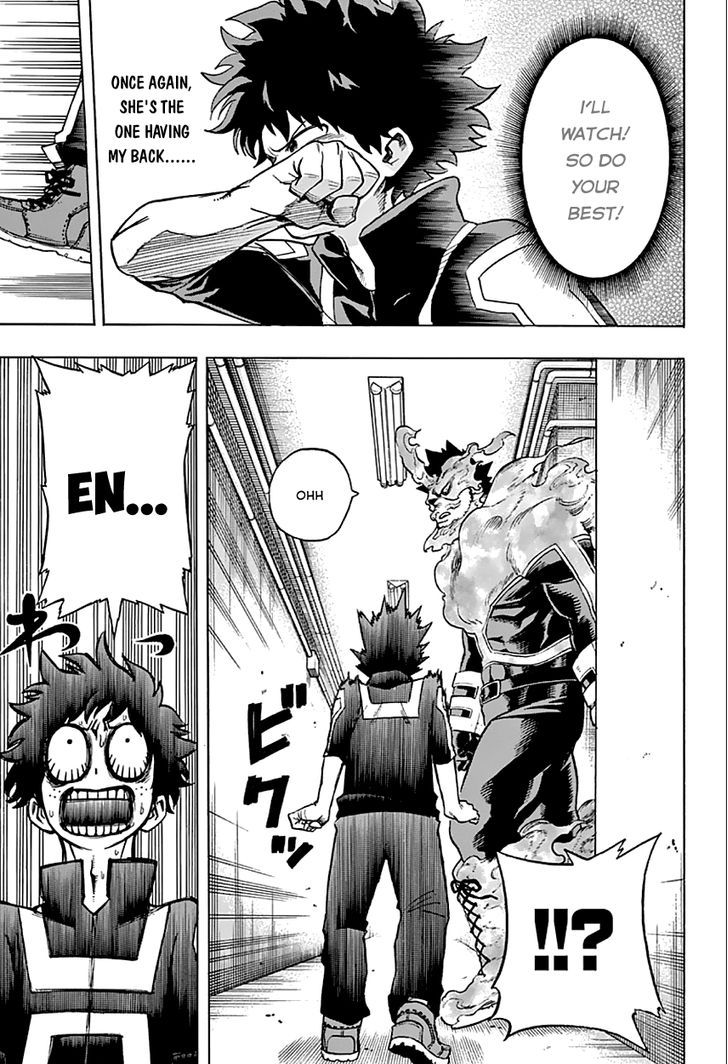 I'LL
WATCH!
SO DO
YOUR
BEST!
ONCE AGAIN,
SHE'S THE
ONE HAVING
MY BACK......
OHH
ビクッ
!!?
EN...
わっ